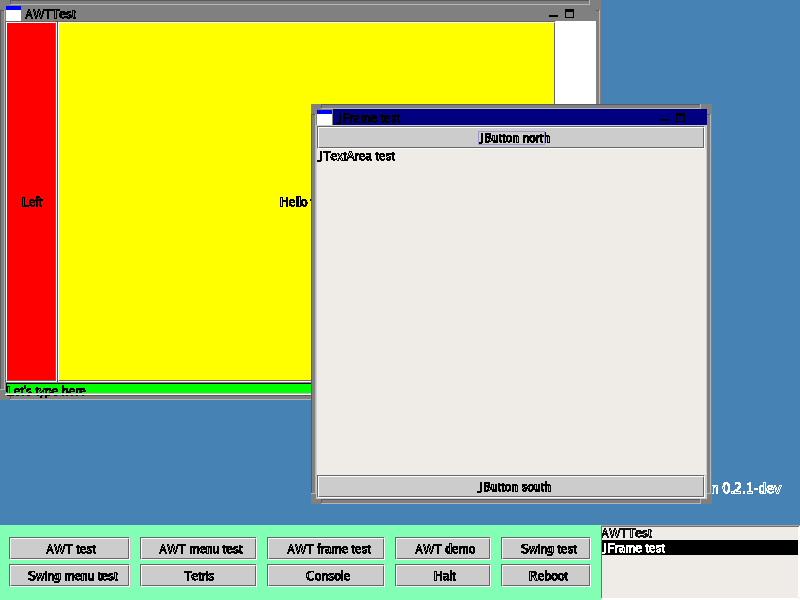 AWTTest
Left
Hello
Let's type here
JFrame test
JButton north
JTextArea test
JButton south
n 0.2.1-dev
AWT test
AWT menu test
AWT frame test
AWT demo
Swing test
Swing menu test
Tetris
Console
Halt
Reboot
AWTTest
JFrame test